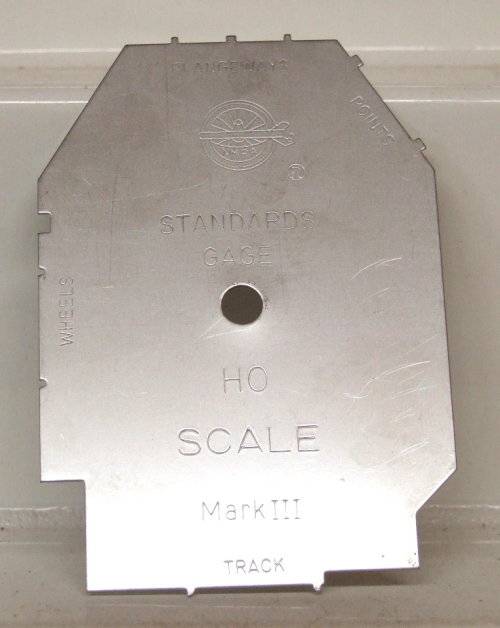 FLANGEWAYS
POINTS
NMRA
R
STANDARDS
GAGE
WHEELS
HO
SCALE
Mark III
TRACK